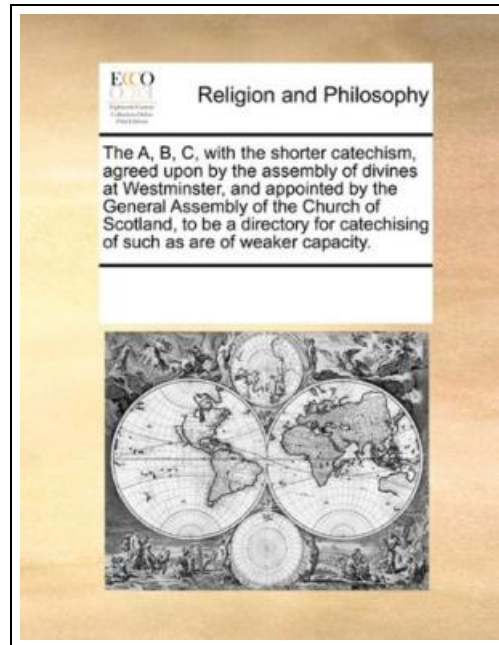 ECCO
Religion and Philosophy
The A, B, C, with the shorter catechism,
agreed upon by the assembly of divines
at Westminster, and appointed by the
General Assembly of the Church of
Scotland, to be a directory for catechising
of such as are of weaker capacity.